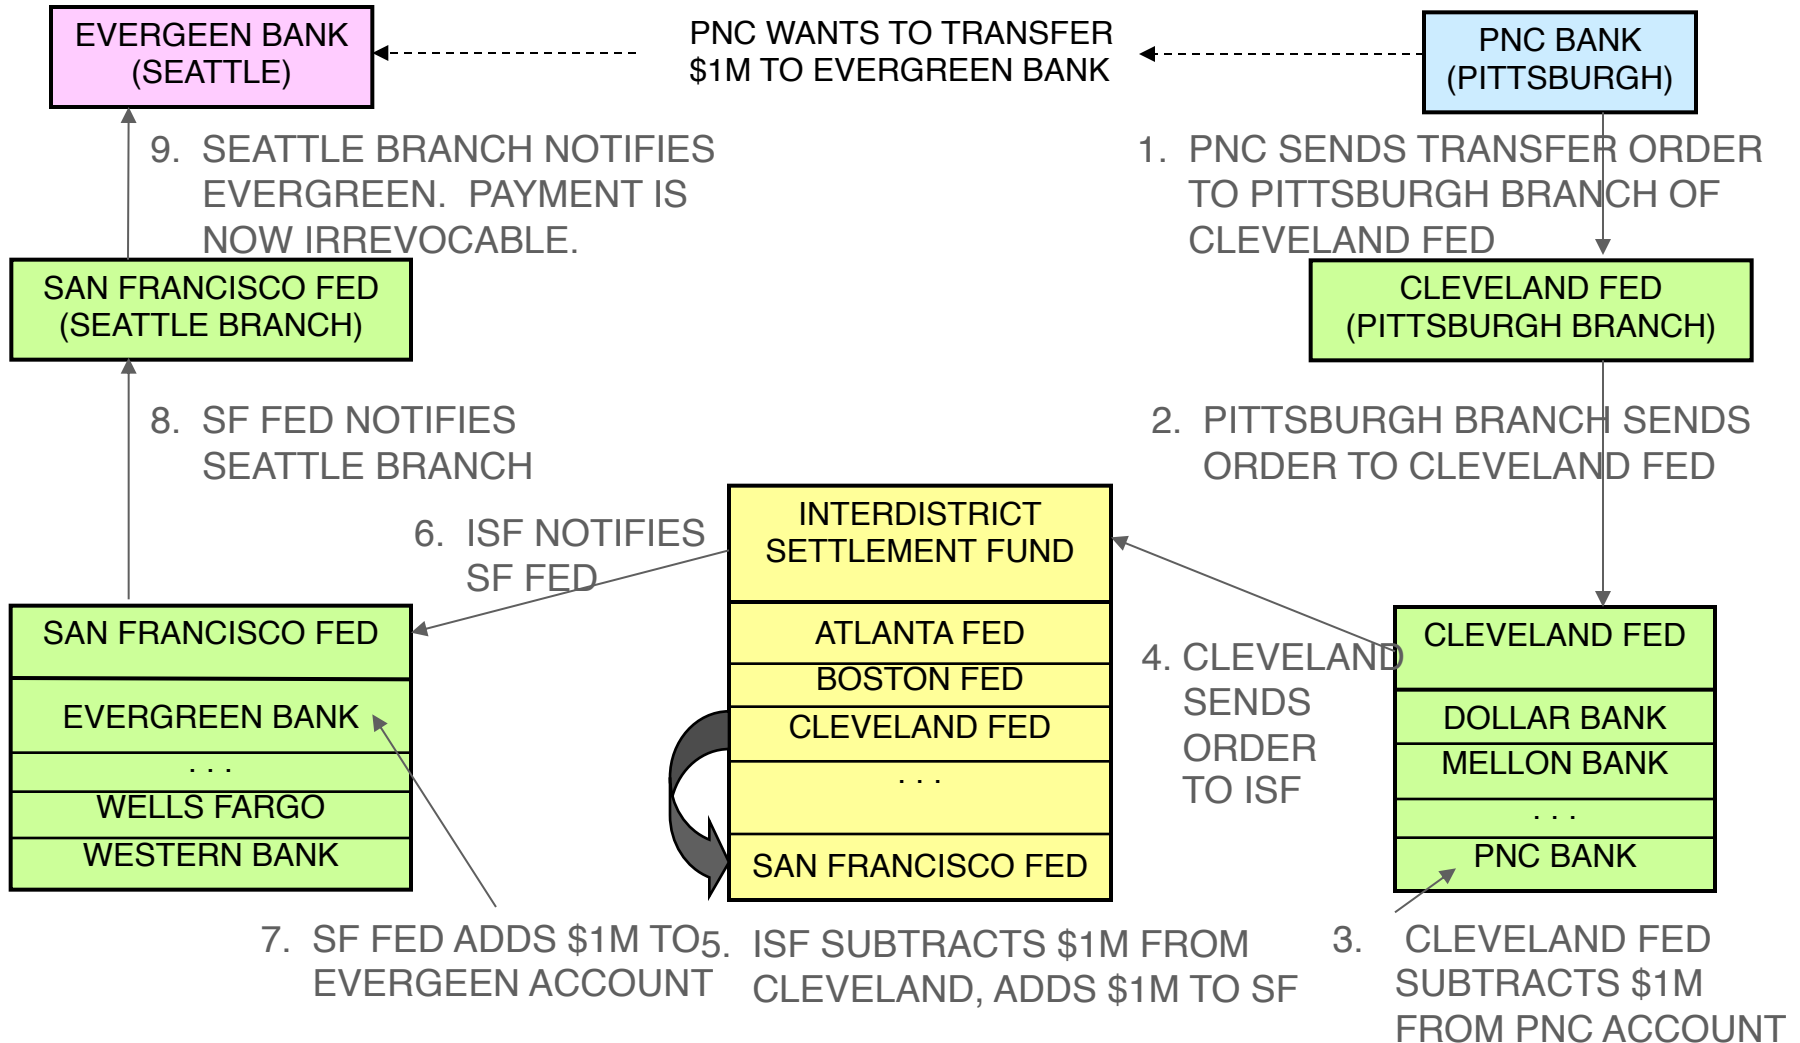 EVERGEEN BANK
(SEATTLE)
PNC WANTS TO TRANSFER
$1M TO EVERGREEN BANK
PNC BANK
(PITTSBURGH)
9. SEATTLE BRANCH NOTIFIES
EVERGREEN. PAYMENT IS
NOW IRREVOCABLE.
1. PNC SENDS TRANSFER ORDER
TO PITTSBURGH BRANCH OF
CLEVELAND FED
SAN FRANCISCO FED
(SEATTLE BRANCH)
CLEVELAND FED
(PITTSBURGH BRANCH)
8. SF FED NOTIFIES
SEATTLE BRANCH
2. PITTSBURGH BRANCH SENDS
ORDER TO CLEVELAND FED
6. ISF NOTIFIES
SF FED
INTERDISTRICT
SETTLEMENT FUND
ATLANTA FED
BOSTON FED
CLEVELAND FED
. . .
SAN FRANCISCO FED
SAN FRANCISCO FED
EVERGREEN BANK
. . .
WELLS FARGO
WESTERN BANK
4. CLEVELAND
SENDS
ORDER
TO ISF
CLEVELAND FED
DOLLAR BANK
MELLON BANK
. . .
PNC BANK
7. SF FED ADDS $1M TO
EVERGEEN ACCOUNT
5. ISF SUBTRACTS $1M FROM
CLEVELAND, ADDS $1M TO SF
3. CLEVELAND FED
SUBTRACTS $1M
FROM PNC ACCOUNT